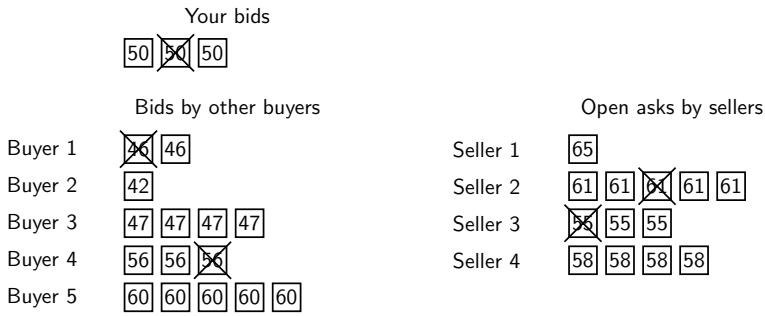 Your bids
50 50 50
Bids by other buyers
Open asks by sellers
Buyer 1 46 46
Seller 1 65
Buyer 2 42
Seller 2 61 61 61 61 61
Buyer 3 47 47 47 47
Seller 3 55 55 55
Buyer 4 56 56 56
Seller 4 58 58 58 58
Buyer 5 60 60 60 60 60